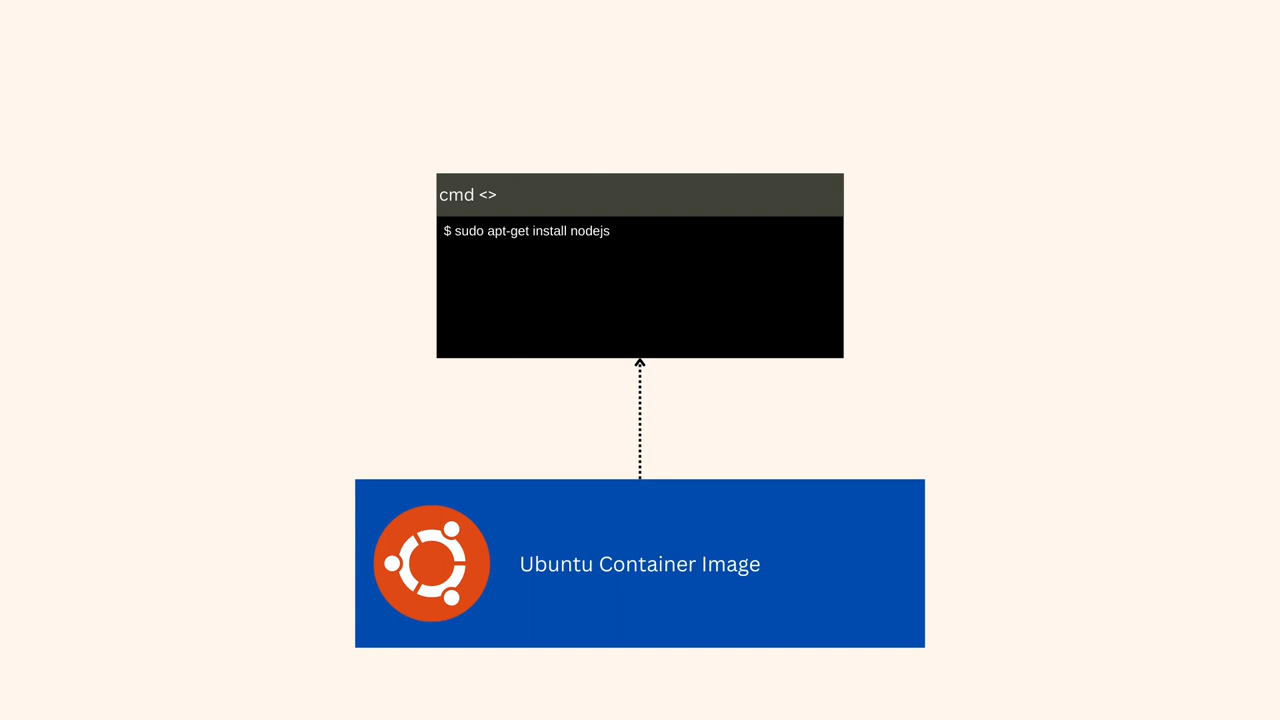 cmd <>
$ sudo apt-get install nodejs
Ubuntu Container Image